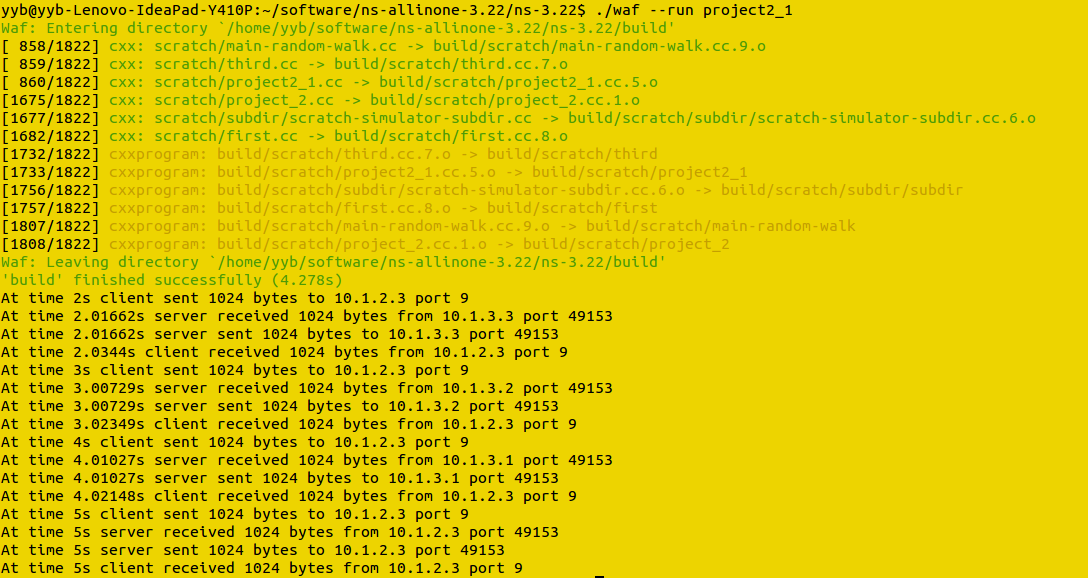 yyb@yyb-Lenovo-IdeaPad-Y410P:~/software/ns-allinone-3.22/ns-3.22$ ./waf --run project2_1
Waf: Entering directory `/home/yyb/software/ns-allinone-3.22/ns-3.22/build'
[ 858/1822] cxx: scratch/main-random-walk.cc -> build/scratch/main-random-walk.cc.9.o
[ 859/1822] cxx: scratch/third.cc -> build/scratch/third.cc.7.o
[ 860/1822] cxx: scratch/project2_1.cc -> build/scratch/project2_1.cc.5.o
[1675/1822] cxx: scratch/project_2.cc -> build/scratch/project_2.cc.1.o
[1677/1822] cxx: scratch/subdir/scratch-simulator-subdir.cc -> build/scratch/subdir/scratch-simulator-subdir.cc.6.o
[1682/1822] cxx: scratch/first.cc -> build/scratch/first.cc.8.o
[1732/1822] cxxprogram: build/scratch/third.cc.7.o -> build/scratch/third
[1733/1822] cxxprogram: build/scratch/project2_1.cc.5.o -> build/scratch/project2_1
[1756/1822] cxxprogram: build/scratch/subdir/scratch-simulator-subdir.cc.6.o -> build/scratch/subdir/subdir
[1757/1822] cxxprogram: build/scratch/first.cc.8.o -> build/scratch/first
[1807/1822] cxxprogram: build/scratch/main-random-walk.cc.9.o -> build/scratch/main-random-walk
[1808/1822] cxxprogram: build/scratch/project_2.cc.1.o -> build/scratch/project_2
Waf: Leaving directory `/home/yyb/software/ns-allinone-3.22/ns-3.22/build'
'build' finished successfully (4.278s)
At time 2s client sent 1024 bytes to 10.1.2.3 port 9
At time 2.01662s server received 1024 bytes from 10.1.3.3 port 49153
At time 2.01662s server sent 1024 bytes to 10.1.3.3 port 49153
At time 2.0344s client received 1024 bytes from 10.1.2.3 port 9
At time 3s client sent 1024 bytes to 10.1.2.3 port 9
At time 3.00729s server received 1024 bytes from 10.1.3.2 port 49153
At time 3.00729s server sent 1024 bytes to 10.1.3.2 port 49153
At time 3.02349s client received 1024 bytes from 10.1.2.3 port 9
At time 4s client sent 1024 bytes to 10.1.2.3 port 9
At time 4.01027s server received 1024 bytes from 10.1.3.1 port 49153
At time 4.01027s server sent 1024 bytes to 10.1.3.1 port 49153
At time 4.02148s client received 1024 bytes from 10.1.2.3 port 9
At time 5s client sent 1024 bytes to 10.1.2.3 port 9
At time 5s server received 1024 bytes from 10.1.2.3 port 49153
At time 5s server sent 1024 bytes to 10.1.2.3 port 49153
At time 5s client received 1024 bytes from 10.1.2.3 port 9